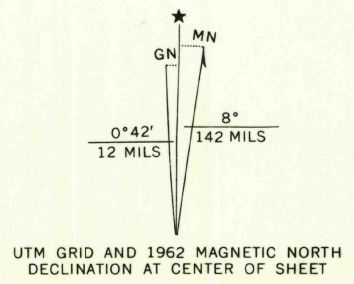 MN
GN
0°42'
12 MILS
8°
142 MILS
UTM GRID AND 1962 MAGNETIC NORTH
DECLINATION AT CENTER OF SHEET